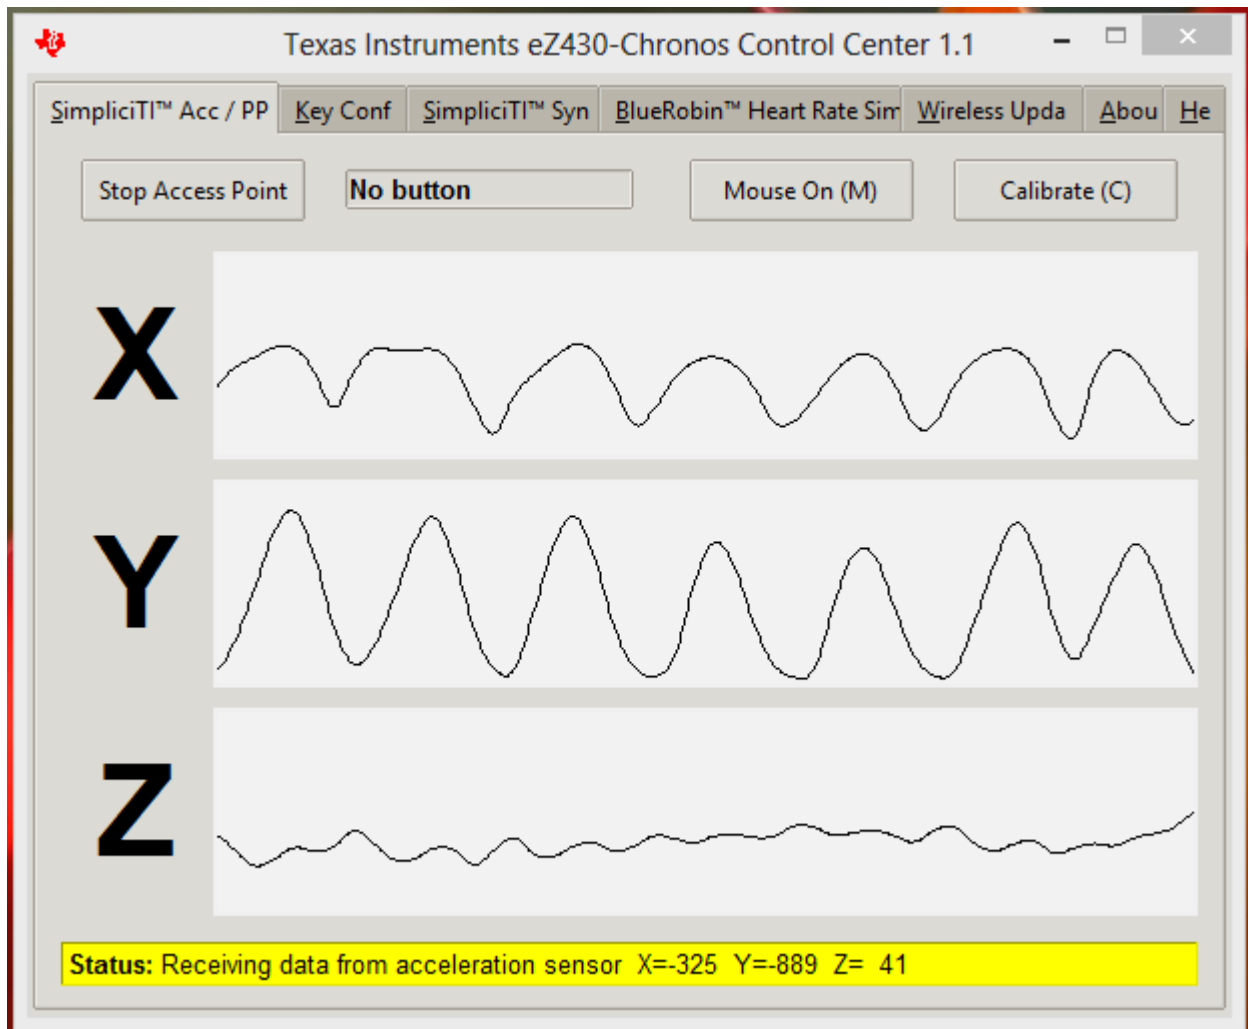 Texas Instruments eZ430-Chronos Control Center 1.1
SimpliciTI™ Acc / PP Key Conf SimpliciTI™ Syn BlueRobin™ Heart Rate Sim Wireless Upda Abou He
Stop Access Point No button Mouse On (M) Calibrate (C)
X
Y
Z
Status: Receiving data from acceleration sensor X=-325 Y=-889 Z= 41